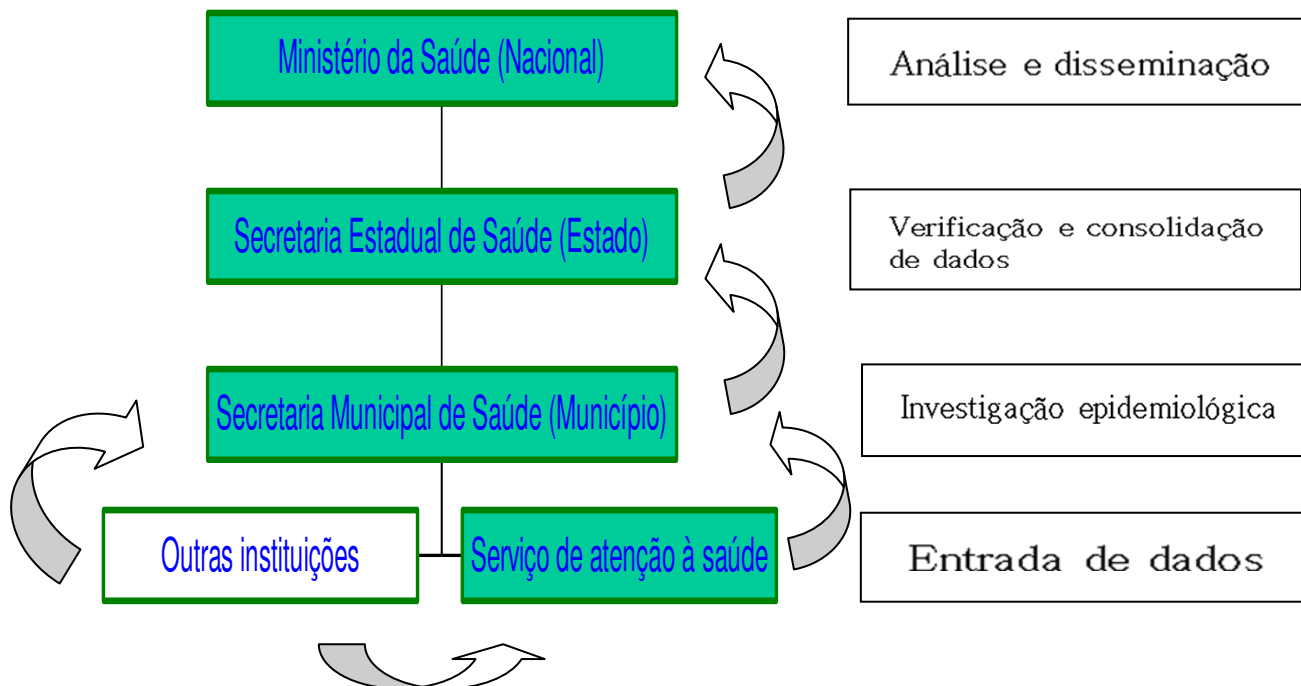 Ministério da Saúde (Nacional)
Análise e disseminação
Secretaria Estadual de Saúde (Estado)
Verificação e consolidação
de dados
Secretaria Municipal de Saúde (Município)
Investigação epidemiológica
Outras instituições
Serviço de atenção à saúde
Entrada de dados